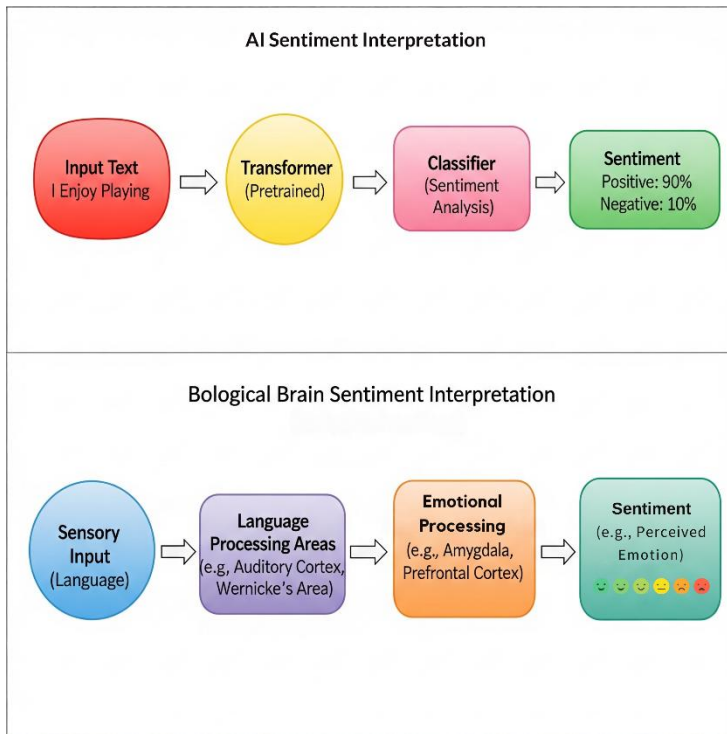 AI Sentiment Interpretation
Input Text
I Enjoy Playing
Transformer
(Pretrained)
Classifier
(Sentiment
Analysis)
Sentiment
Positive: 90%
Negative: 10%
Bological Brain Sentiment Interpretation
Sensory
Input
(Language)
Language
Processing Areas
(e.g, Auditory Cortex,
Wernicke's Area)
Emotional
Processing
(e.g., Amygdala,
Prefrontal Cortex)
Sentiment
(e.g., Perceived
Emotion)